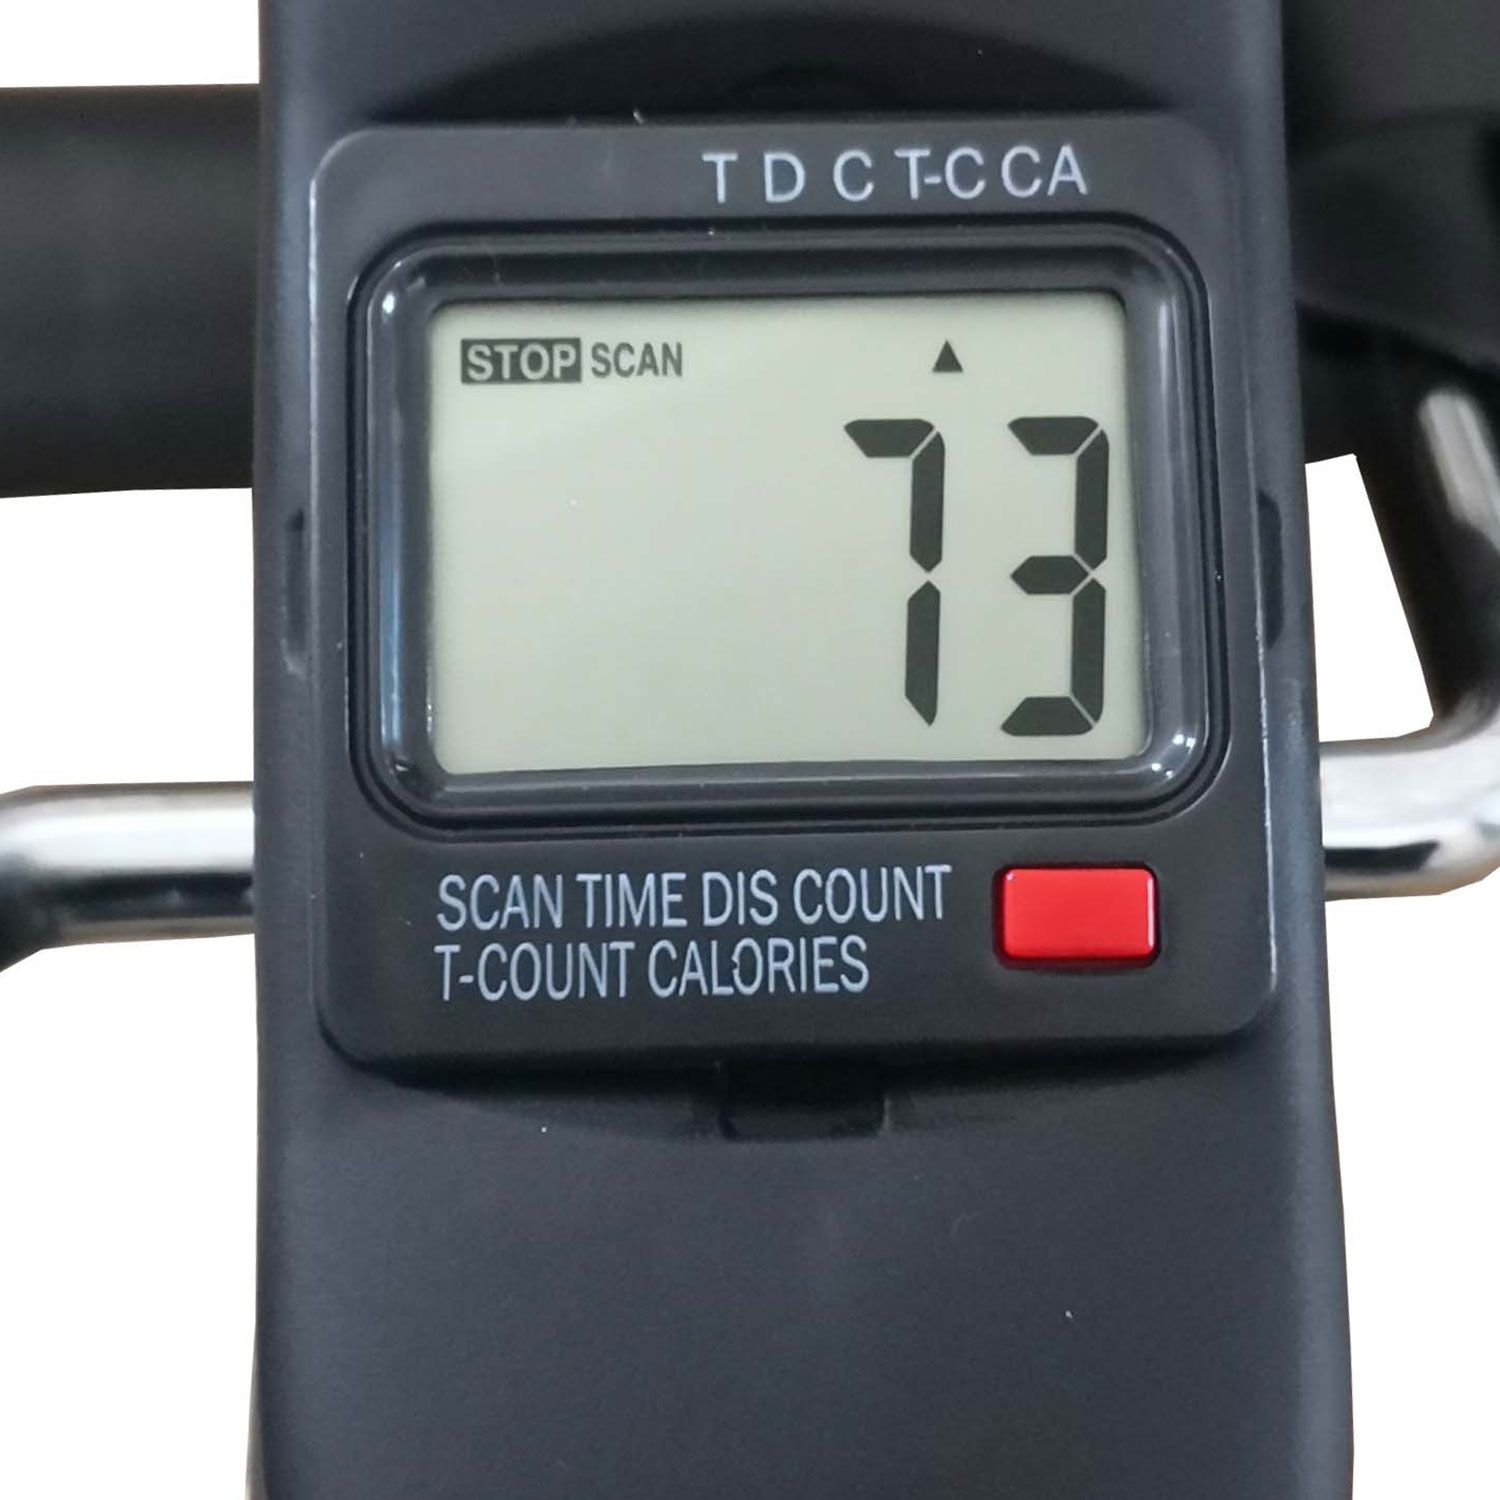 T D C T-C CA
STOP SCAN ▲
73
SCAN TIME DIS COUNT
T-COUNT CALORIES